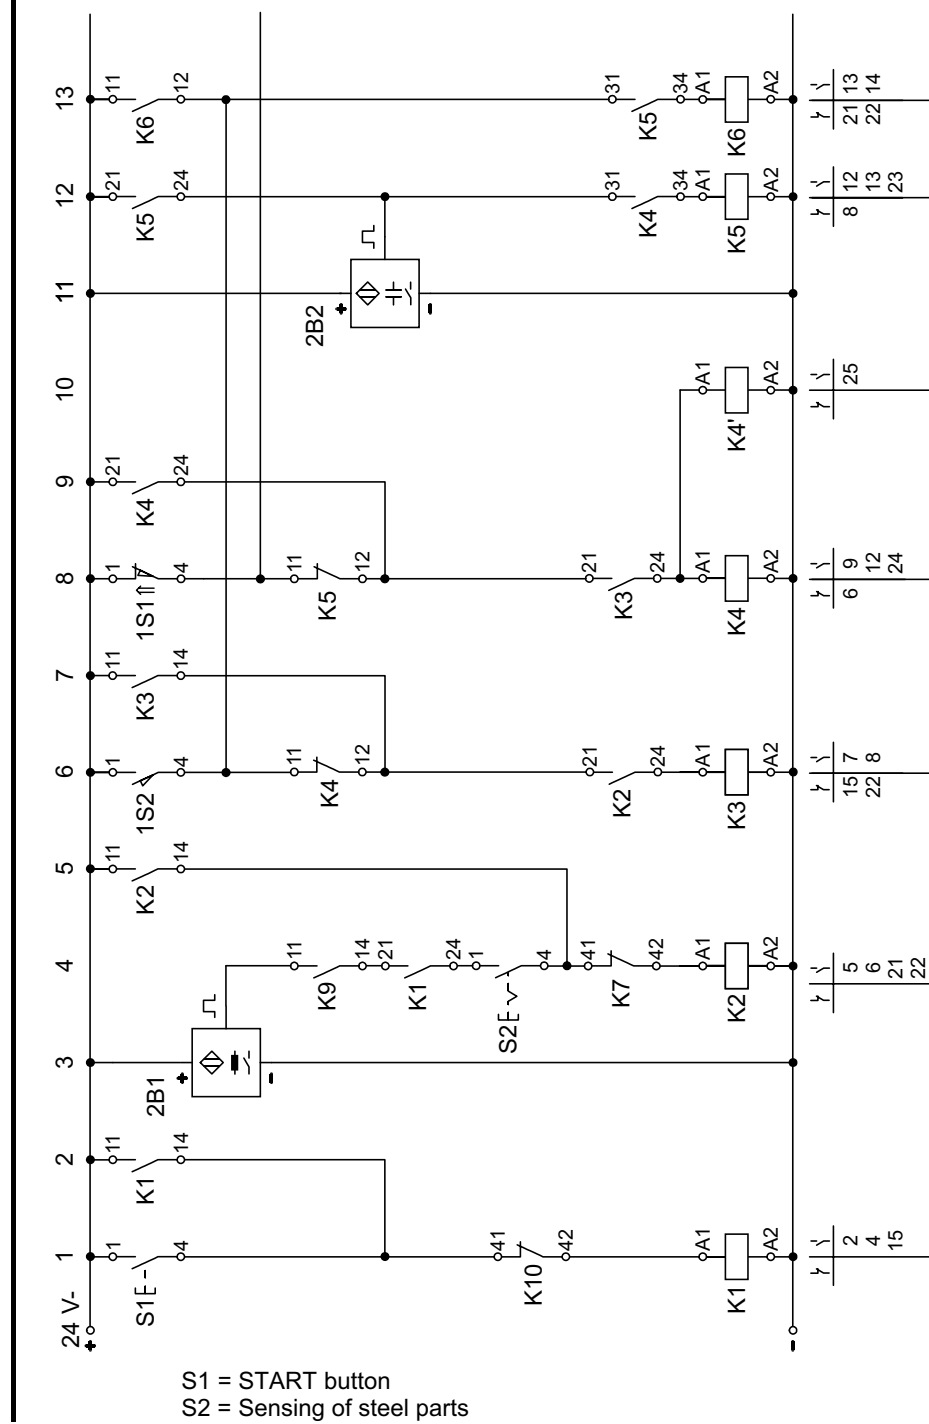 24 V-
1 2 3 4 5 6 7 8 9 10 11 12 13
+
1 11 1 11 1 21 21 11
S1 K1 2B1 + K2 1S2 K3 1S1 K4 K5 K6
4 14 14 4 14 4 24 24 12
-
11 11 11 2B2 +
K9 K4 K5
14 12 12
-
21
K1
24
1
S2
4
41 41 21 21 31 31
K10 K7 K2 K3 K4 K5
42 42 24 24 34 34
A1 A1 A1 A1 A1 A1 A1
K1 K2 K3 K4 K4' K5 K6
A2 A2 A2 A2 A2 A2 A2
-
2 5 15 7 6 9 25 8 12 21 13
4 6 22 8 12 13 22 14
15 21 24 23
22
S1 = START button
S2 = Sensing of steel parts